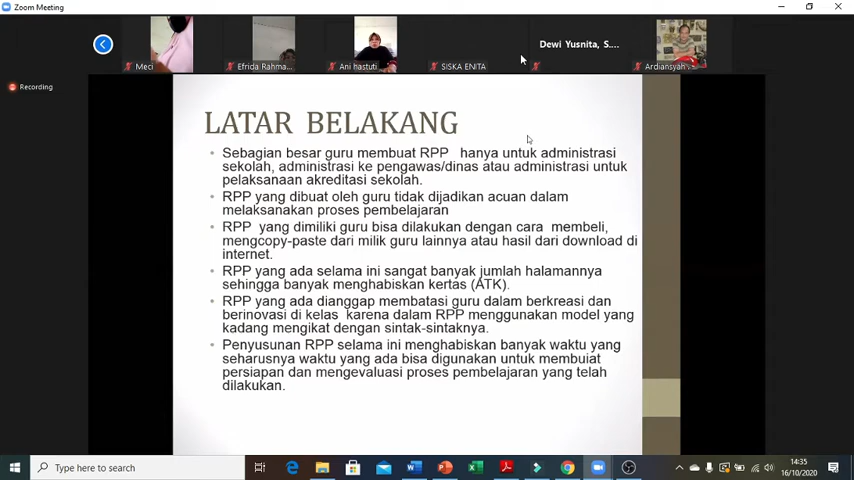 Zoom Meeting
Meci
Efrida Rahma...
Ani hastuti
SISKA ENITA
Dewi Yusnita, S....
Ardiansyah
Recording
LATAR BELAKANG
• Sebagian besar guru membuat RPP hanya untuk administrasi
sekolah, administrasi ke pengawas/dinas atau administrasi untuk
pelaksanaan akreditasi sekolah.
• RPP yang dibuat oleh guru tidak dijadikan acuan dalam
melaksanakan proses pembelajaran
• RPP yang dimiliki guru bisa dilakukan dengan cara membeli,
mengcopy-paste dari milik guru lainnya atau hasil dari download di
internet.
• RPP yang ada selama ini sangat banyak jumlah halamannya
sehingga banyak menghabiskan kertas (ATK).
• RPP yang ada dianggap membatasi guru dalam berkreasi dan
berinovasi di kelas karena dalam RPP menggunakan model yang
kadang mengikat dengan sintak-sintaknya.
• Penyusunan RPP selama ini menghabiskan banyak waktu yang
seharusnya waktu yang ada bisa digunakan untuk membuiat
persiapan dan mengevaluasi proses pembelajaran yang telah
dilakukan.
Type here to search
14:35
16/10/2020